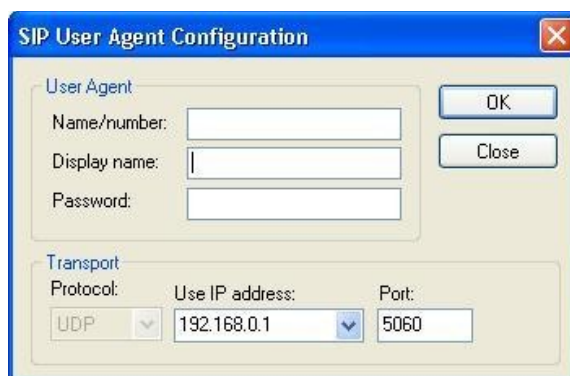 SIP User Agent Configuration
User Agent
Name/number:
OK
Display name:
Close
Password:
Transport
Protocol:
Use IP address:
Port:
UDP
192.168.0.1
5060